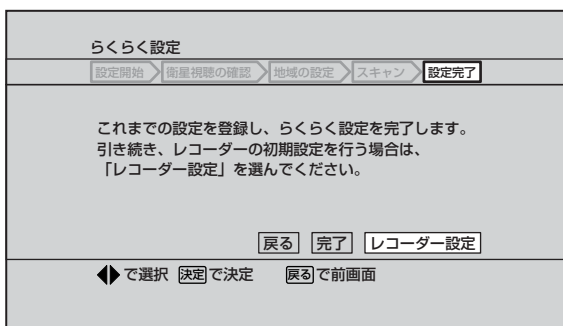 らくらく設定
設定開始 衛星視聴の確認 地域の設定 スキャン 設定完了
これまでの設定を登録し、らくらく設定を完了します。
引き続き、レコーダーの初期設定を行う場合は、
「レコーダー設定」を選んでください。
戻る 完了 レコーダー設定
で選択 決定で決定 戻るで前画面